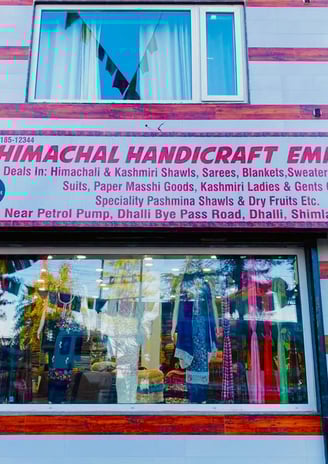 185-12344
HIMACHAL HANDICRAFT
Deals In: Himachali & Kashmiri Shawls, Sarees, Blankets,Sweater
Suits, Paper Masshi Goods, Kashmiri Ladies & Gents
Speciality Pashmina Shawls & Dry Fruits Etc.
Near Petrol Pump, Dhalli Bye Pass Road, Dhalli, Shimla